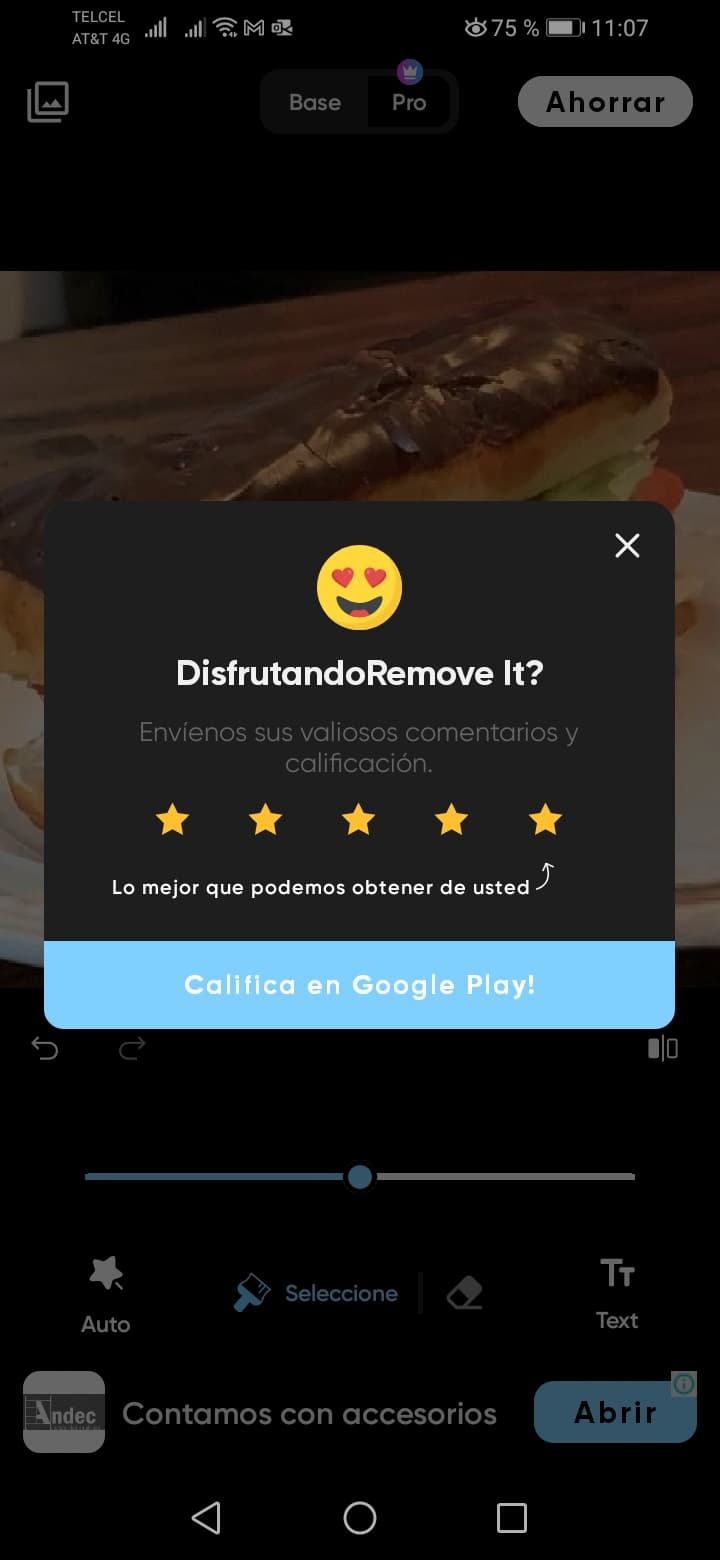 TELCEL
AT&T 4G
75 % 11:07
Base
Pro
Ahorrar
DisfrutandoRemove It?
Envíenos sus valiosos comentarios y
calificación.
Lo mejor que podemos obtener de usted
Califica en Google Play!
Auto
Seleccione
Text
Andec
Contamos con accesorios
Abrir